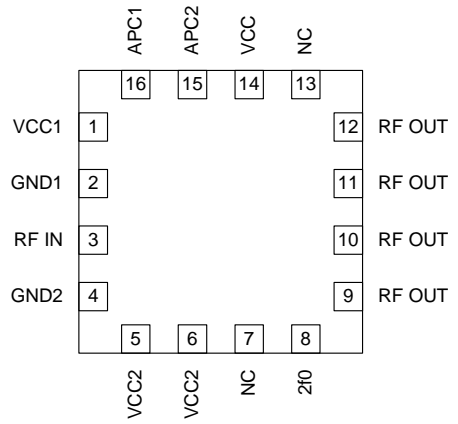 APC1 APC2 VCC NC
16 15 14 13
VCC1 1 12 RF OUT
GND1 2 11 RF OUT
RF IN 3 10 RF OUT
GND2 4 9 RF OUT
5 6 7 8
VCC2 VCC2 NC 2f0